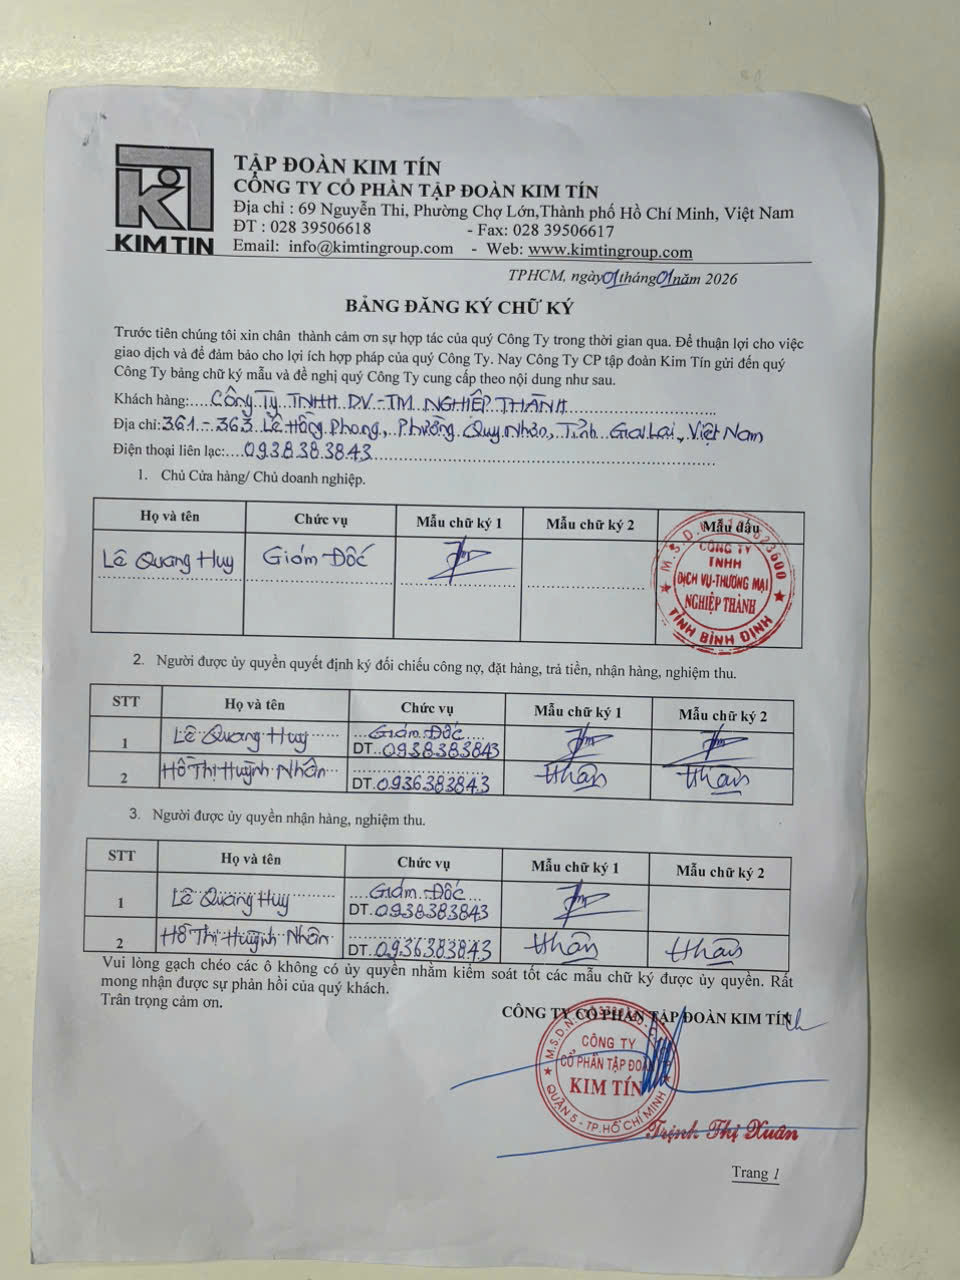 TẬP ĐOÀN KIM TÍN
CÔNG TY CỔ PHẦN TẬP ĐOÀN KIM TÍN
Địa chỉ : 69 Nguyễn Thi, Phường Chợ Lớn,Thành phố Hồ Chí Minh, Việt Nam
ĐT : 028 39506618 - Fax: 028 39506617
Email: info@kimtingroup.com - Web: www.kimtingroup.com
KIM TIN
TPHCM, ngày 01 tháng 01 năm 2026
BẢNG ĐĂNG KÝ CHỮ KÝ
Trước tiên chúng tôi xin chân thành cảm ơn sự hợp tác của quý Công Ty trong thời gian qua. Để thuận lợi cho việc
giao dịch và để đảm bảo cho lợi ích hợp pháp của quý Công Ty. Nay Công Ty CP tập đoàn Kim Tín gửi đến quý
Công Ty bảng chữ ký mẫu và đề nghị quý Công Ty cung cấp theo nội dung như sau.
Khách hàng:....Công Ty TNHH DV-TM NGHIỆP THÀNH
Địa chỉ:361-363 Lê Hồng Phong, Phường Quy Nhơn, Tỉnh Gia Lai, Việt Nam
Điện thoại liên lạc:....0938383843
1. Chủ Cửa hàng/ Chủ doanh nghiệp.
Họ và tên Chức vụ Mẫu chữ ký 1 Mẫu chữ ký 2 Mẫu dấu
Lê Quang Huy Giám Đốc
CÔNG TY
TNHH
DỊCH VỤ-THƯƠNG MẠI
NGHIỆP THÀNH
TỈNH BÌNH ĐỊNH
2. Người được ủy quyền quyết định ký đối chiếu công nợ, đặt hàng, trả tiền, nhận hàng, nghiệm thu.
STT Họ và tên Chức vụ Mẫu chữ ký 1 Mẫu chữ ký 2
1 Lê Quang Huy Giám Đốc
DT.0938383843
2 Hồ Thị Huỳnh Nhân Nhân Nhân
DT.0936383843
3. Người được ủy quyền nhận hàng, nghiệm thu.
STT Họ và tên Chức vụ Mẫu chữ ký 1 Mẫu chữ ký 2
1 Lê Quang Huy Giám Đốc
DT.0938383843
2 Hồ Thị Huỳnh Nhân DT.0936383843 Nhân Nhân
Vui lòng gạch chéo các ô không có ủy quyền nhằm kiểm soát tốt các mẫu chữ ký được ủy quyền. Rất
mong nhận được sự phản hồi của quý khách.
Trân trọng cảm ơn.
CÔNG TY CỔ PHẦN TẬP ĐOÀN KIM TÍN
CÔNG TY
CỔ PHẦN TẬP ĐOÀN
KIM TÍN
QUẬN 5 - TP.HỒ CHÍ MINH
Trịnh Thị Xuân
Trang 1